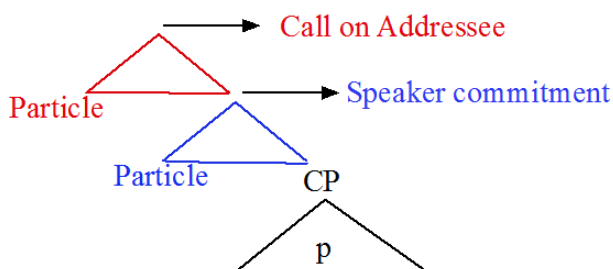 Call on Addressee
Particle
Speaker commitment
Particle
CP
p